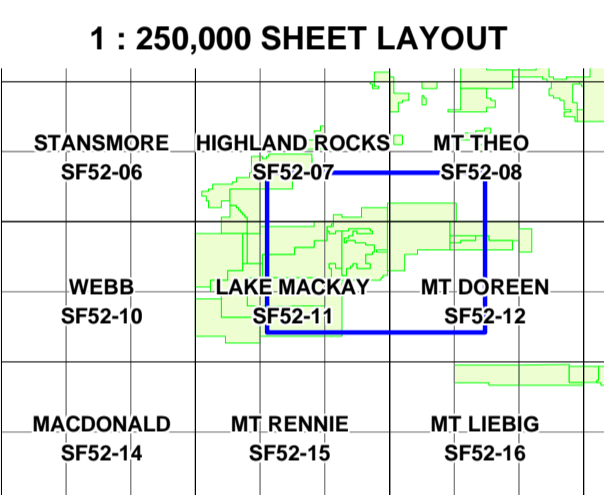 1 : 250,000 SHEET LAYOUT
STANSMORE HIGHLAND ROCKS MT THEO
SF52-06 SF52-07 SF52-08
WEBB LAKE MACKAY MT DOREEN
SF52-10 SF52-11 SF52-12
MACDONALD MT RENNIE MT LIEBIG
SF52-14 SF52-15 SF52-16